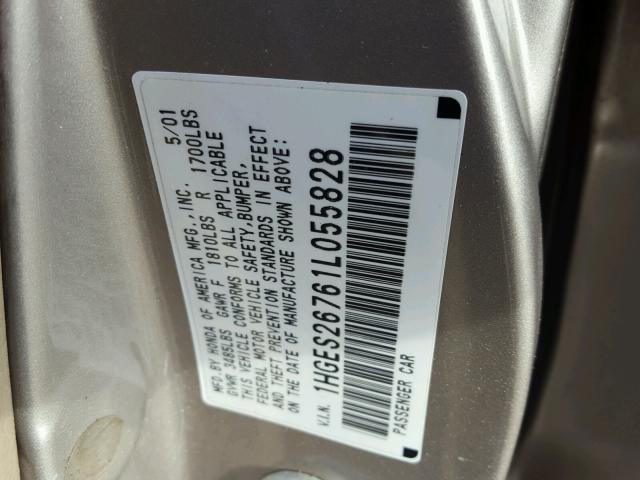 MFD.BY HONDA OF AMERICA MFG.,INC. 5/01
GVWR 3485LBS GAWR F 1810LBS R 1700LBS
THIS VEHICLE CONFORMS TO ALL APPLICABLE
FEDERAL MOTOR VEHICLE SAFETY,BUMPER,
AND THEFT PREVENTION STANDARDS IN EFFECT
ON THE DATE OF MANUFACTURE SHOWN ABOVE:
V.I.N. 1HGES26761L055828
PASSENGER CAR